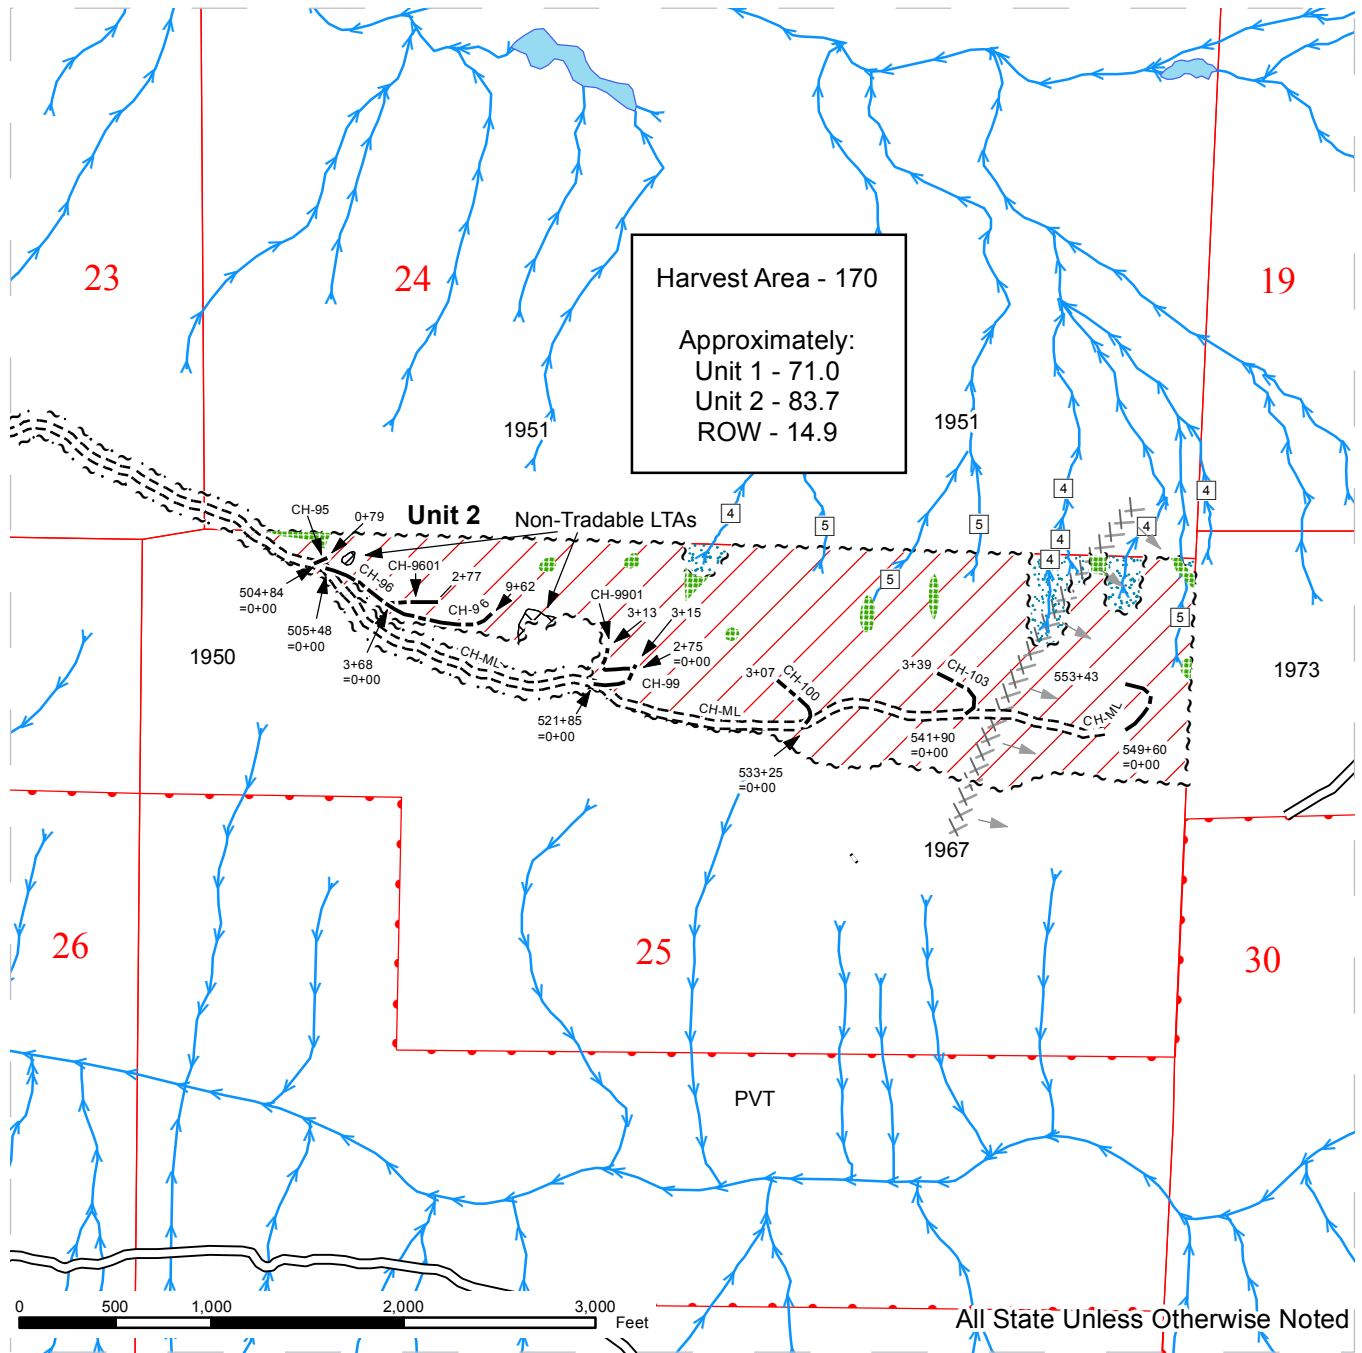 23
24
19
Harvest Area - 170
Approximately:
Unit 1 - 71.0
Unit 2 - 83.7
ROW - 14.9
1951
1951
CH-95
0+79
Unit 2
Non-Tradable LTAs
4
5
5
4
4
4
4
4
5
5
CH-96
CH-9601
2+77
CH-96
9+62
504+84
=0+00
505+48
=0+00
3+68
=0+00
CH-9901
3+13
3+15
2+75
=0+00
CH-99
CH-ML
1950
521+85
=0+00
CH-ML
3+07
CH-100
3+39
CH-103
553+43
CH-ML
541+90
=0+00
549+60
=0+00
533+25
=0+00
1973
1967
26
25
30
PVT
0
500
1,000
2,000
3,000
Feet
All State Unless Otherwise Noted